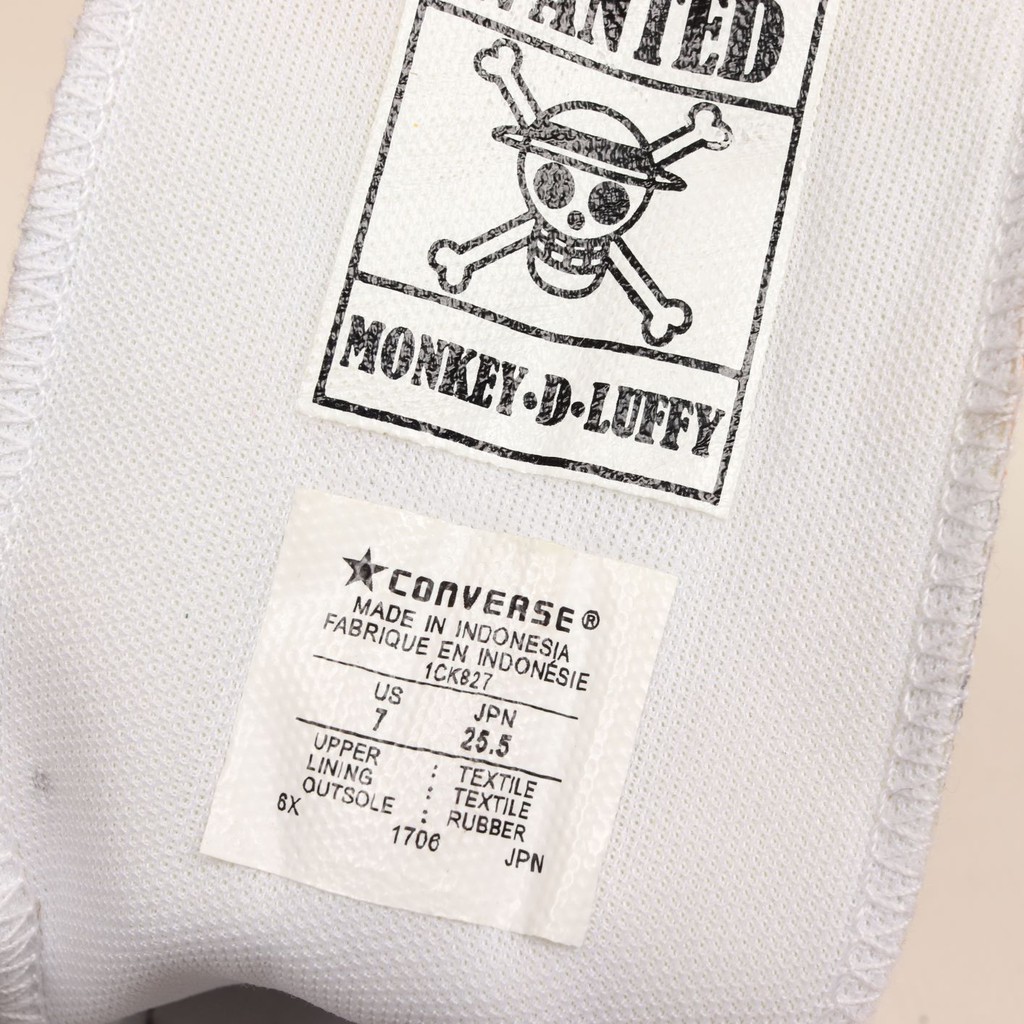 WANTED
MONKEY·D·LUFFY
CONVERSE®
MADE IN INDONESIA
FABRIQUE EN INDONÉSIE
1CK827
US JPN
7 25.5
UPPER : TEXTILE
LINING : TEXTILE
OUTSOLE : RUBBER
6X 1706 JPN